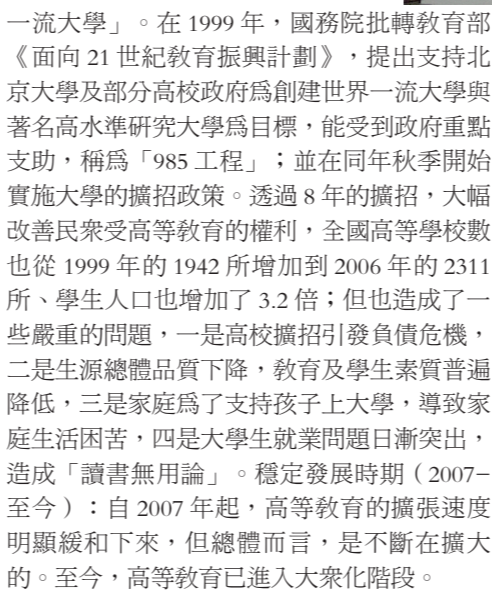 一流大學」。在 1999 年，國務院批轉教育部
《面向 21 世紀教育振興計劃》，提出支持北
京大學及部分高校政府爲創建世界一流大學與
著名高水準研究大學爲目標，能受到政府重點
支助，稱爲「985 工程」；並在同年秋季開始
實施大學的擴招政策。透過 8 年的擴招，大幅
改善民衆受高等教育的權利，全國高等學校數
也從 1999 年的 1942 所增加到 2006 年的 2311
所、學生人口也增加了 3.2 倍；但也造成了一
些嚴重的問題，一是高校擴招引發負債危機，
二是生源總體品質下降，教育及學生素質普遍
降低，三是家庭爲了支持孩子上大學，導致家
庭生活困苦，四是大學生就業問題日漸突出，
造成「讀書無用論」。穩定發展時期（2007–
至今）：自 2007 年起，高等教育的擴張速度
明顯緩和下來，但總體而言，是不斷在擴大
的。至今，高等教育已進入大衆化階段。